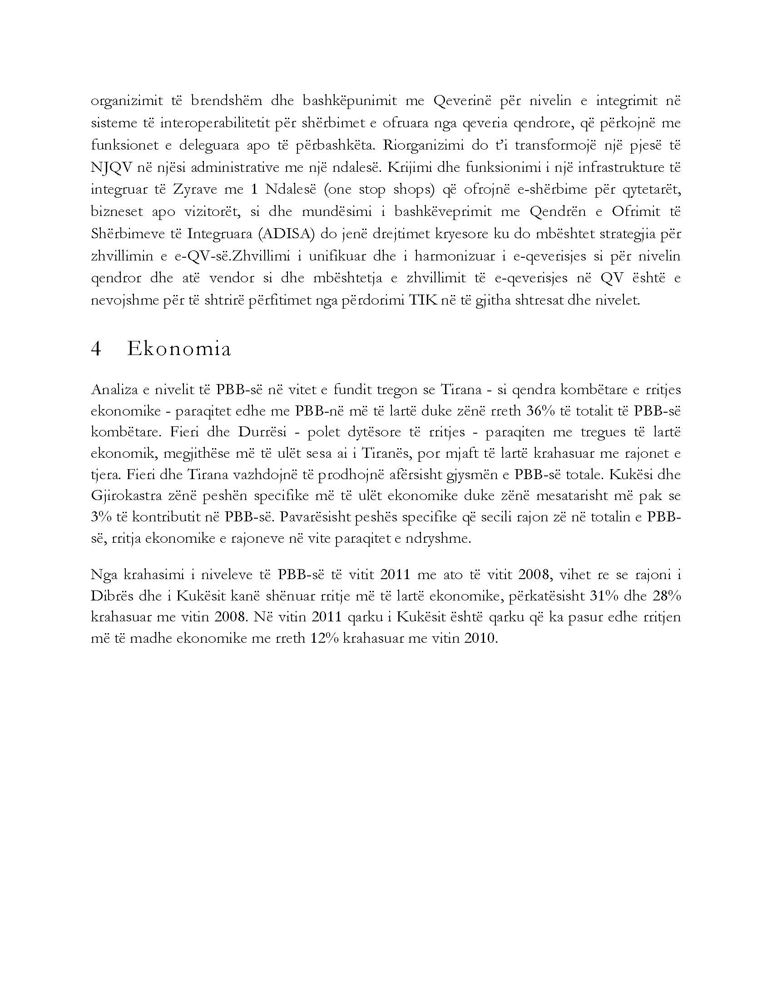 organizimit të brendshëm dhe bashkëpunimit me Qeverinë për nivelin e integrimit në
sisteme të interoperabilitetit për shërbimet e ofruara nga qeveria qendrore, që përkojnë me
funksionet e deleguara apo të përbashkëta. Riorganizimi do t’i transformojë një pjesë të
NJQV në njësi administrative me një ndalesë. Krijimi dhe funksionimi i një infrastrukture të
integruar të Zyrave me 1 Ndalesë (one stop shops) që ofrojnë e-shërbime për qytetarët,
bizneset apo vizitorët, si dhe mundësimi i bashkëveprimit me Qendrën e Ofrimit të
Shërbimeve të Integruara (ADISA) do jenë drejtimet kryesore ku do mbështet strategjia për
zhvillimin e e-QV-së.Zhvillimi i unifikuar dhe i harmonizuar i e-qeverisjes si për nivelin
qendror dhe atë vendor si dhe mbështetja e zhvillimit të e-qeverisjes në QV është e
nevojshme për të shtrirë përfitimet nga përdorimi TIK në të gjitha shtresat dhe nivelet.
4 Ekonomia
Analiza e nivelit të PBB-së në vitet e fundit tregon se Tirana - si qendra kombëtare e rritjes
ekonomike - paraqitet edhe me PBB-në më të lartë duke zënë rreth 36% të totalit të PBB-së
kombëtare. Fieri dhe Durrësi - polet dytësore të rritjes - paraqiten me tregues të lartë
ekonomik, megjithëse më të ulët sesa ai i Tiranës, por mjaft të lartë krahasuar me rajonet e
tjera. Fieri dhe Tirana vazhdojnë të prodhojnë afërsisht gjysmën e PBB-së totale. Kukësi dhe
Gjirokastra zënë peshën specifike më të ulët ekonomike duke zënë mesatarisht më pak se
3% të kontributit në PBB-së. Pavarësisht peshës specifike që secili rajon zë në totalin e PBB-
së, rritja ekonomike e rajoneve në vite paraqitet e ndryshme.
Nga krahasimi i niveleve të PBB-së të vitit 2011 me ato të vitit 2008, vihet re se rajoni i
Dibrës dhe i Kukësit kanë shënuar rritje më të lartë ekonomike, përkatësisht 31% dhe 28%
krahasuar me vitin 2008. Në vitin 2011 qarku i Kukësit është qarku që ka pasur edhe rritjen
më të madhe ekonomike me rreth 12% krahasuar me vitin 2010.